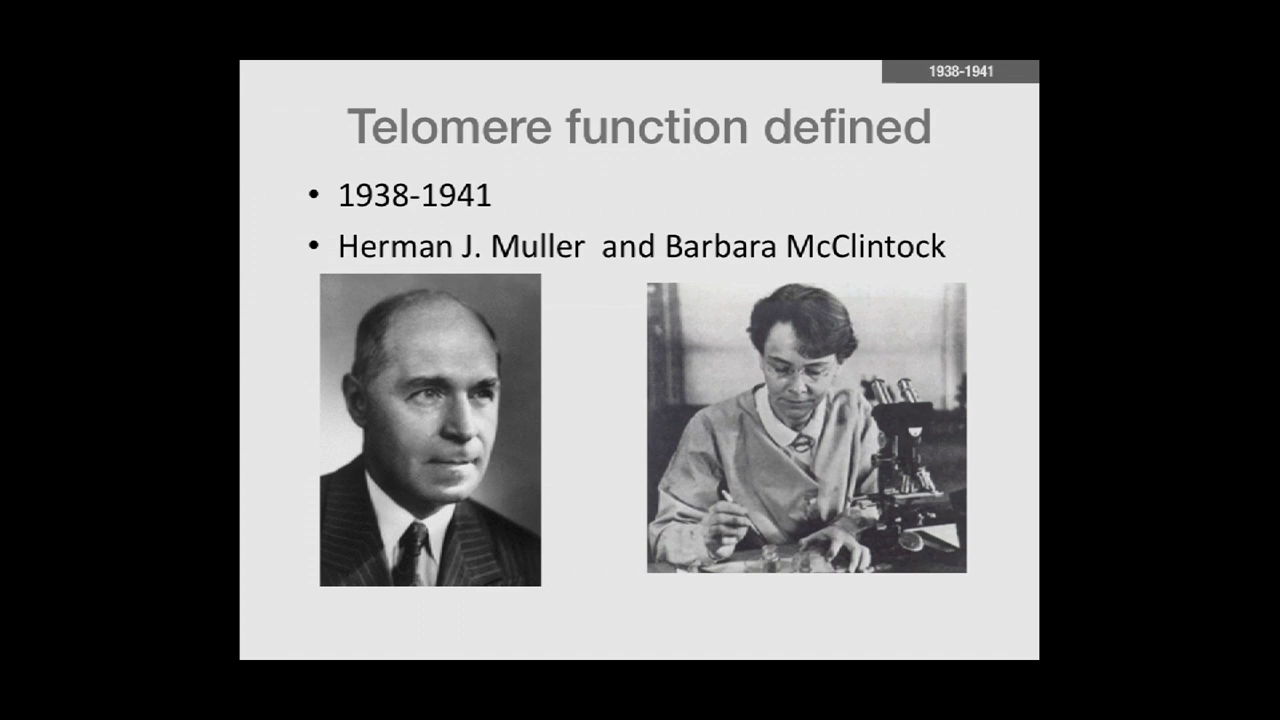 1938-1941
Telomere function defined
• 1938-1941
• Herman J. Muller and Barbara McClintock